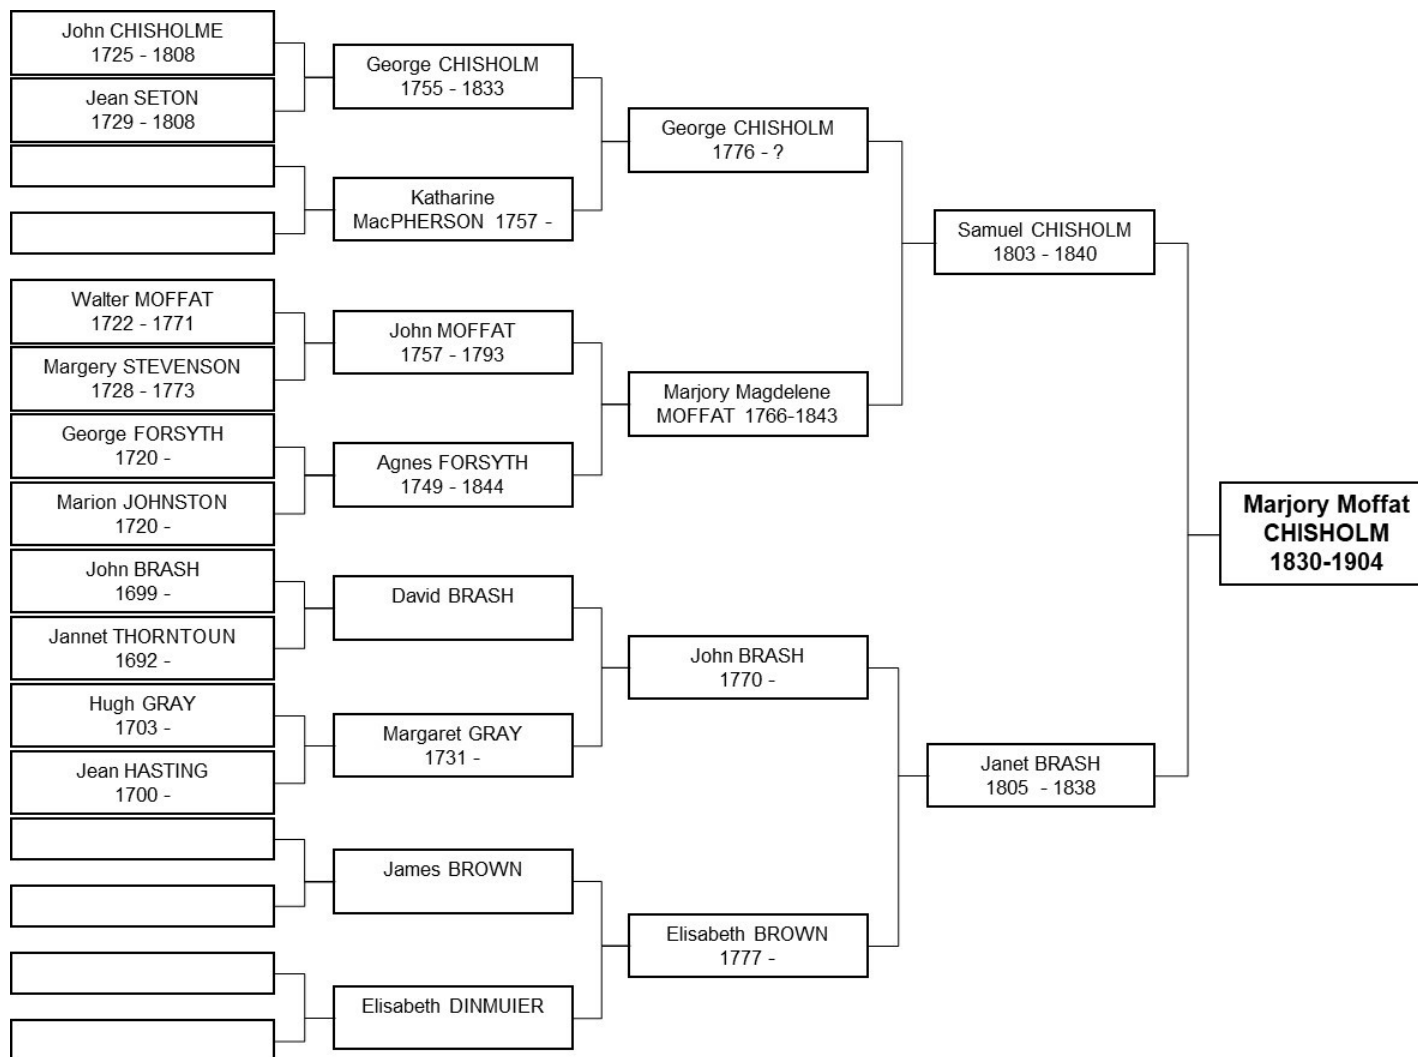 John CHISHOLME
1725 - 1808
Jean SETON
1729 - 1808
Walter MOFFAT
1722 - 1771
Margery STEVENSON
1728 - 1773
George FORSYTH
1720 -
Marion JOHNSTON
1720 -
John BRASH
1699 -
Jannet THORNTOUN
1692 -
Hugh GRAY
1703 -
Jean HASTING
1700 -
George CHISHOLM
1755 - 1833
Katharine
MacPHERSON 1757 -
John MOFFAT
1757 - 1793
Agnes FORSYTH
1749 - 1844
David BRASH
Margaret GRAY
1731 -
James BROWN
Elisabeth DINMUIER
George CHISHOLM
1776 - ?
Marjory Magdelene
MOFFAT 1766-1843
John BRASH
1770 -
Elisabeth BROWN
1777 -
Samuel CHISHOLM
1803 - 1840
Janet BRASH
1805 - 1838
Marjory Moffat
CHISHOLM
1830-1904